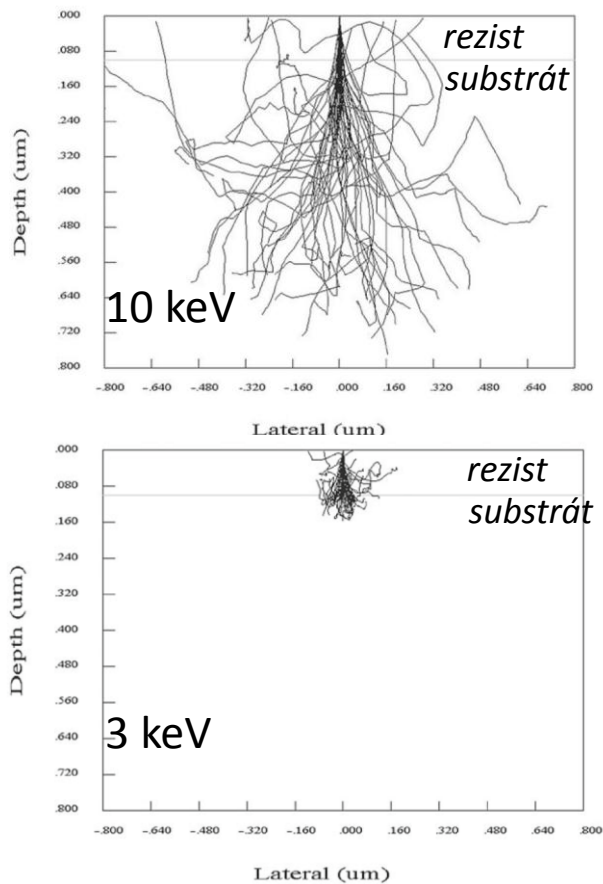 .000
rezist
.080
substrát
.160
.240
.320
.400
.480
.560
.640
10 keV
.720
.800
-.800 -.640 -.480 -.320 -.160 .000 .160 .320 .480 .640 .800
Depth (um)
Lateral (um)
.000
rezist
.080
substrát
.160
.240
.320
.400
.480
.560
.640
3 keV
.720
.800
-.800 -.640 -.480 -.320 -.160 .000 .160 .320 .480 .640 .800
Depth (um)
Lateral (um)